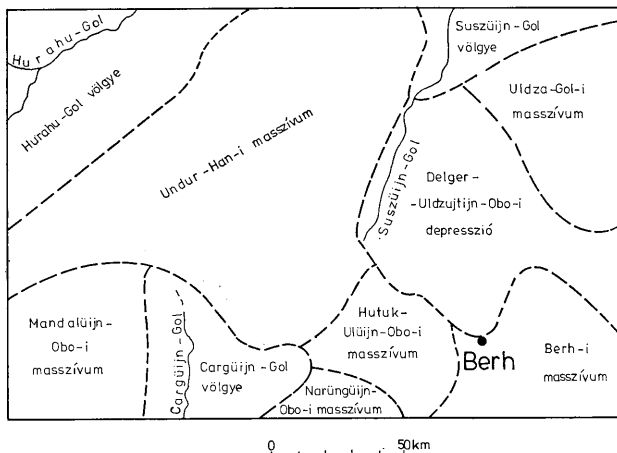 Hurahu-Gol
Hurahu-Gol völgye
Suszüijn-Gol
völgye
Uldza-Gol-i
masszívum
Undur-Han-i masszívum
Suszüijn-Gol
Delger-
-Uldzujtijn-Obo-i
depresszió
Mandalüijn-
Obo-i
masszívum
Cargüijn-Gol
Cargüijn-Gol
völgye
Hutuk-
Ulüijn-Obo-i
masszívum
Narüngüijn-
Obo-i masszívum
Berh
Berh-i
masszívum
0 50km